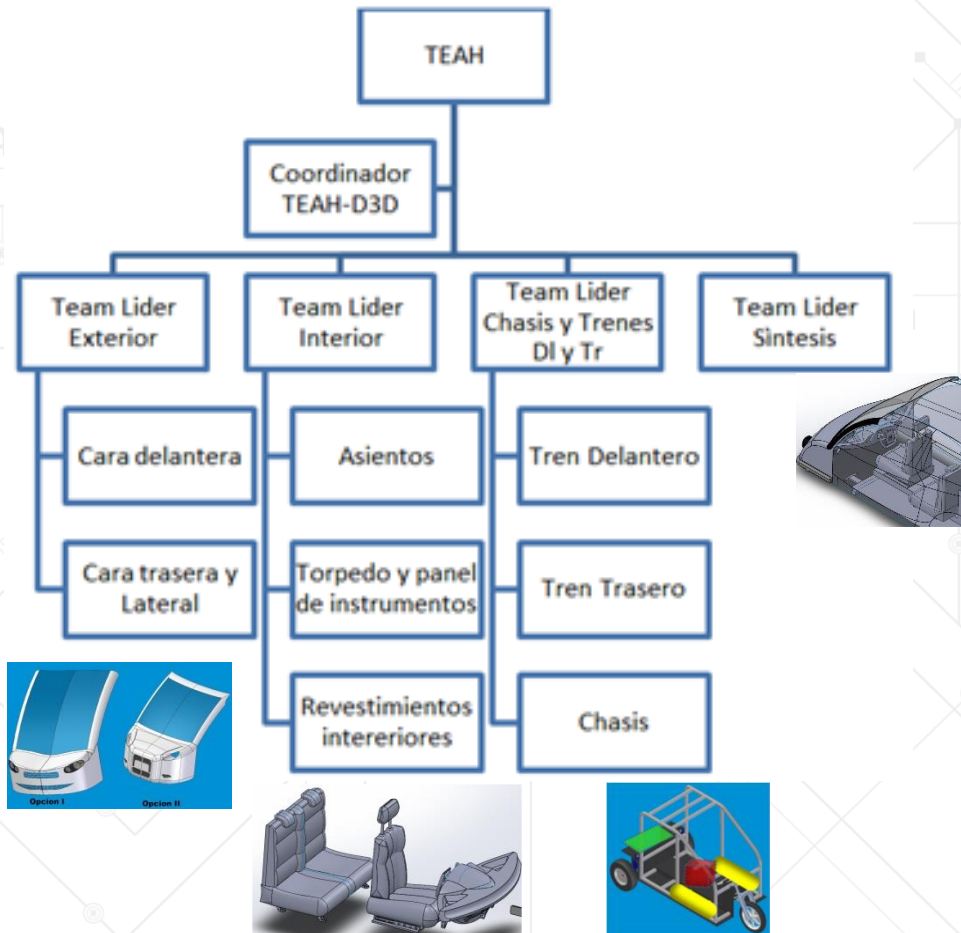 TEAH
Coordinador
TEAH-D3D
Team Lider
Exterior
Team Lider
Interior
Team Lider
Chasis y Trenes
Dl y Tr
Team Lider
Sìntesis
Cara delantera
Asientos
Tren Delantero
Cara trasera y
Lateral
Torpedo y panel
de instrumentos
Tren Trasero
Revestimientos
intereriores
Chasis
Opcion I
Opcion II